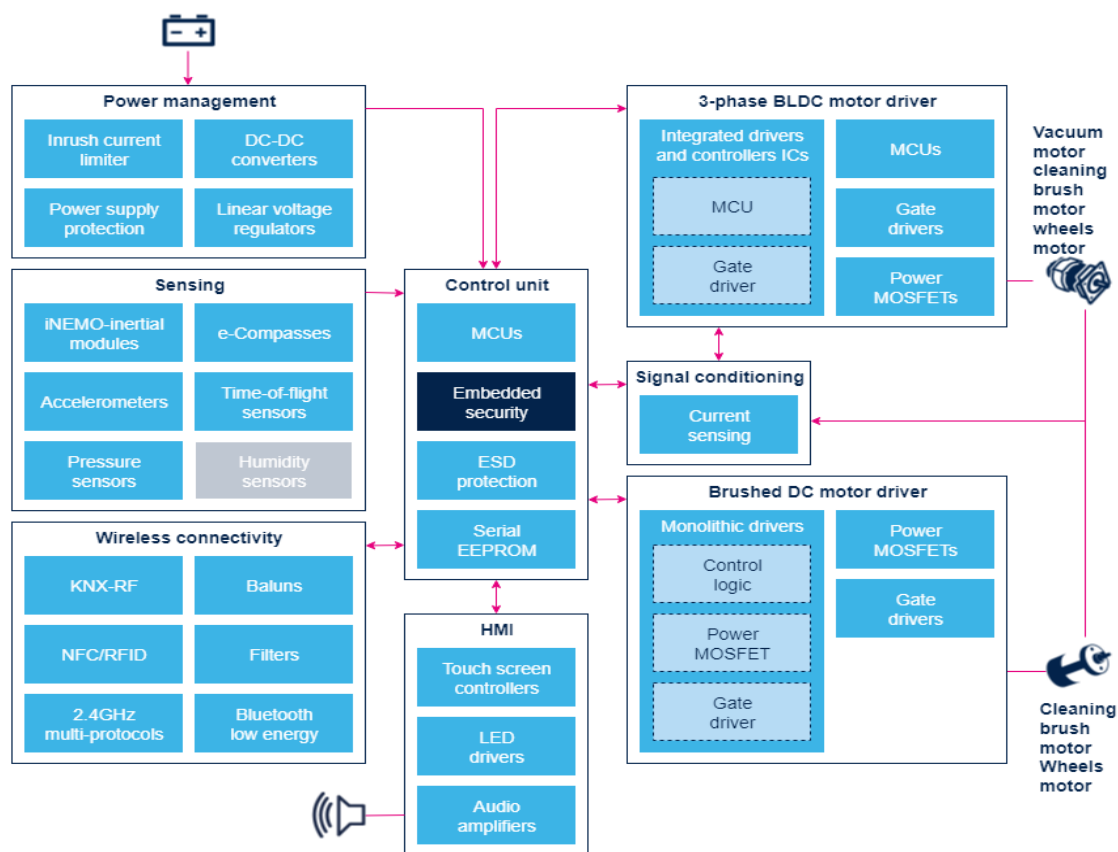 Power management
Inrush current
limiter
DC-DC
converters
Power supply
protection
Linear voltage
regulators
Sensing
iNEMO-inertial
modules
e-Compasses
Accelerometers
Time-of-flight
sensors
Pressure
sensors
Humidity
sensors
Wireless connectivity
KNX-RF
Baluns
NFC/RFID
Filters
2.4GHz
multi-protocols
Bluetooth
low energy
Control unit
MCUs
Embedded
security
ESD
protection
Serial
EEPROM
HMI
Touch screen
controllers
LED
drivers
Audio
amplifiers
3-phase BLDC motor driver
Integrated drivers
and controllers ICs
MCU
Gate
driver
MCUs
Gate
drivers
Power
MOSFETs
Signal conditioning
Current
sensing
Brushed DC motor driver
Monolithic drivers
Control
logic
Power
MOSFET
Gate
driver
Power
MOSFETs
Gate
drivers
Vacuum
motor
cleaning
brush
motor
wheels
motor
Cleaning
brush
motor
Wheels
motor